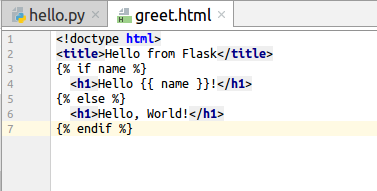 hello.py greet.html
1 <!doctype html>
2 <title>Hello from Flask</title>
3 {% if name %}
4   <h1>Hello {{ name }}!</h1>
5 {% else %}
6   <h1>Hello, World!</h1>
7 {% endif %}